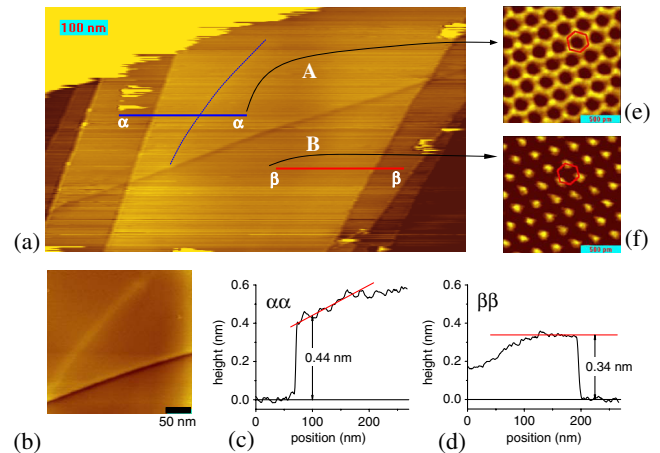 100 nm
A
α α
B
β β
(a)
500 pm
(e)
500 pm
(f)
50 nm
(b)
αα
0.44 nm
height (nm)
0.6
0.4
0.2
0.0
0 100 200
position (nm)
(c)
ββ
0.34 nm
height (nm)
0.6
0.4
0.2
0.0
0 100 200
position (nm)
(d)